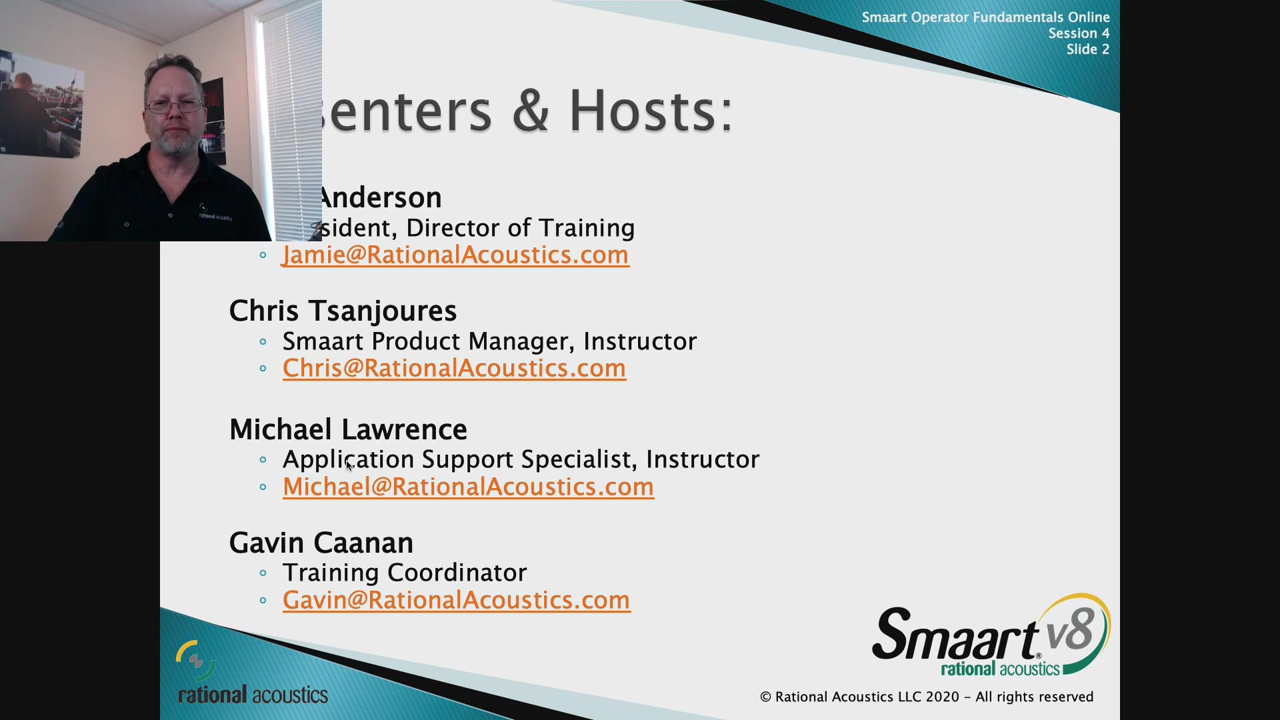 Smaart Operator Fundamentals Online
Session 4
Slide 2
senters & Hosts:
Anderson
sident, Director of Training
Jamie@RationalAcoustics.com
Chris Tsanjoures
Smaart Product Manager, Instructor
Chris@RationalAcoustics.com
Michael Lawrence
Application Support Specialist, Instructor
Michael@RationalAcoustics.com
Gavin Caanan
Training Coordinator
Gavin@RationalAcoustics.com
Smaart v8
rational acoustics
rational acoustics
© Rational Acoustics LLC 2020 - All rights reserved
rational acoustics